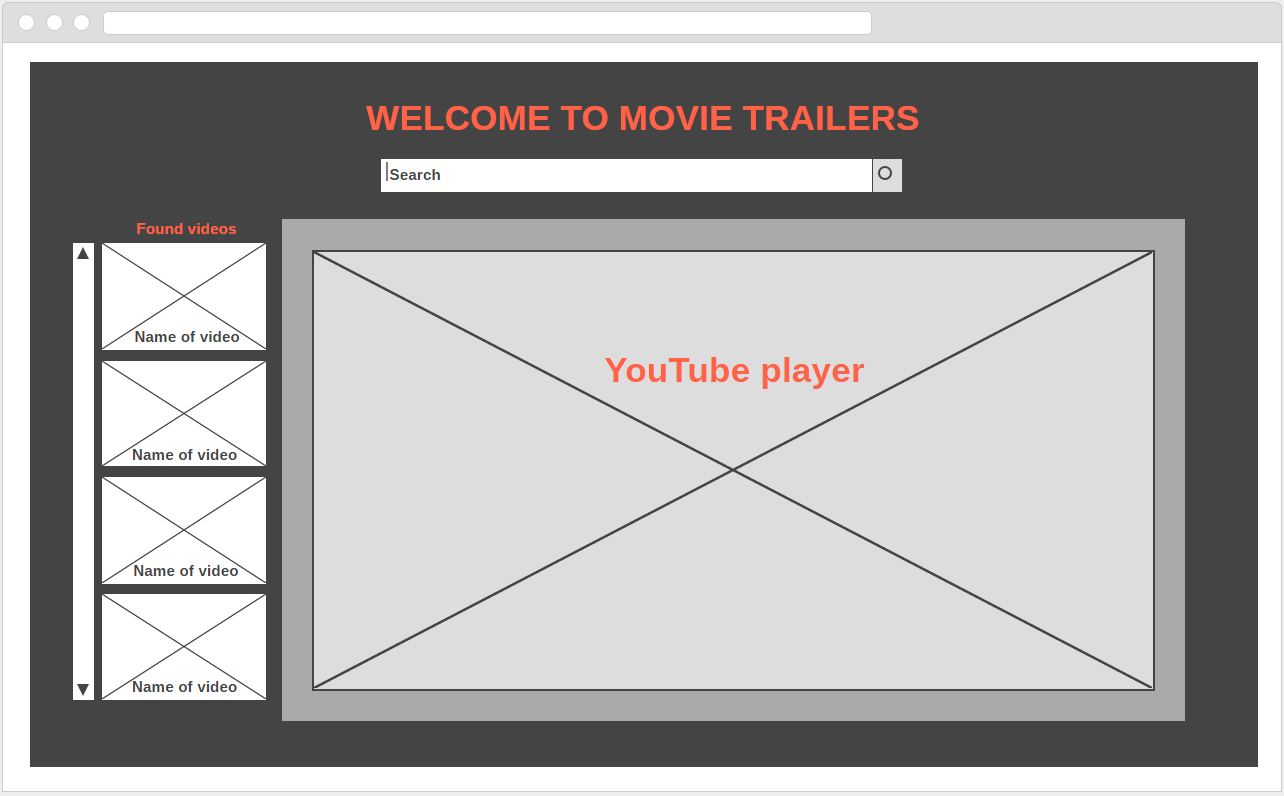 WELCOME TO MOVIE TRAILERS
Search
Found videos
Name of video
Name of video
Name of video
Name of video
YouTube player